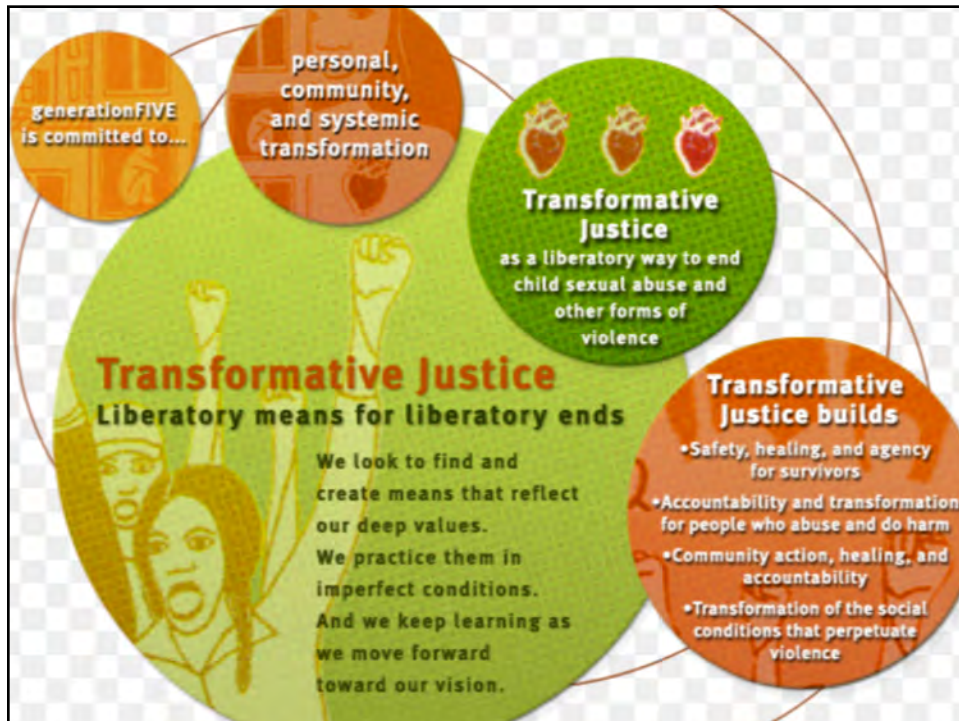 generationFIVE
is committed to...
personal,
community,
and systemic
transformation
Transformative
Justice
as a liberatory way to end
child sexual abuse and
other forms of
violence
Transformative Justice
Liberatory means for liberatory ends
We look to find and
create means that reflect
our deep values.
We practice them in
imperfect conditions.
And we keep learning as
we move forward
toward our vision.
Transformative
Justice builds
•Safety, healing, and agency
for survivors
•Accountability and transformation
for people who abuse and do harm
•Community action, healing, and
accountability
•Transformation of the social
conditions that perpetuate
violence